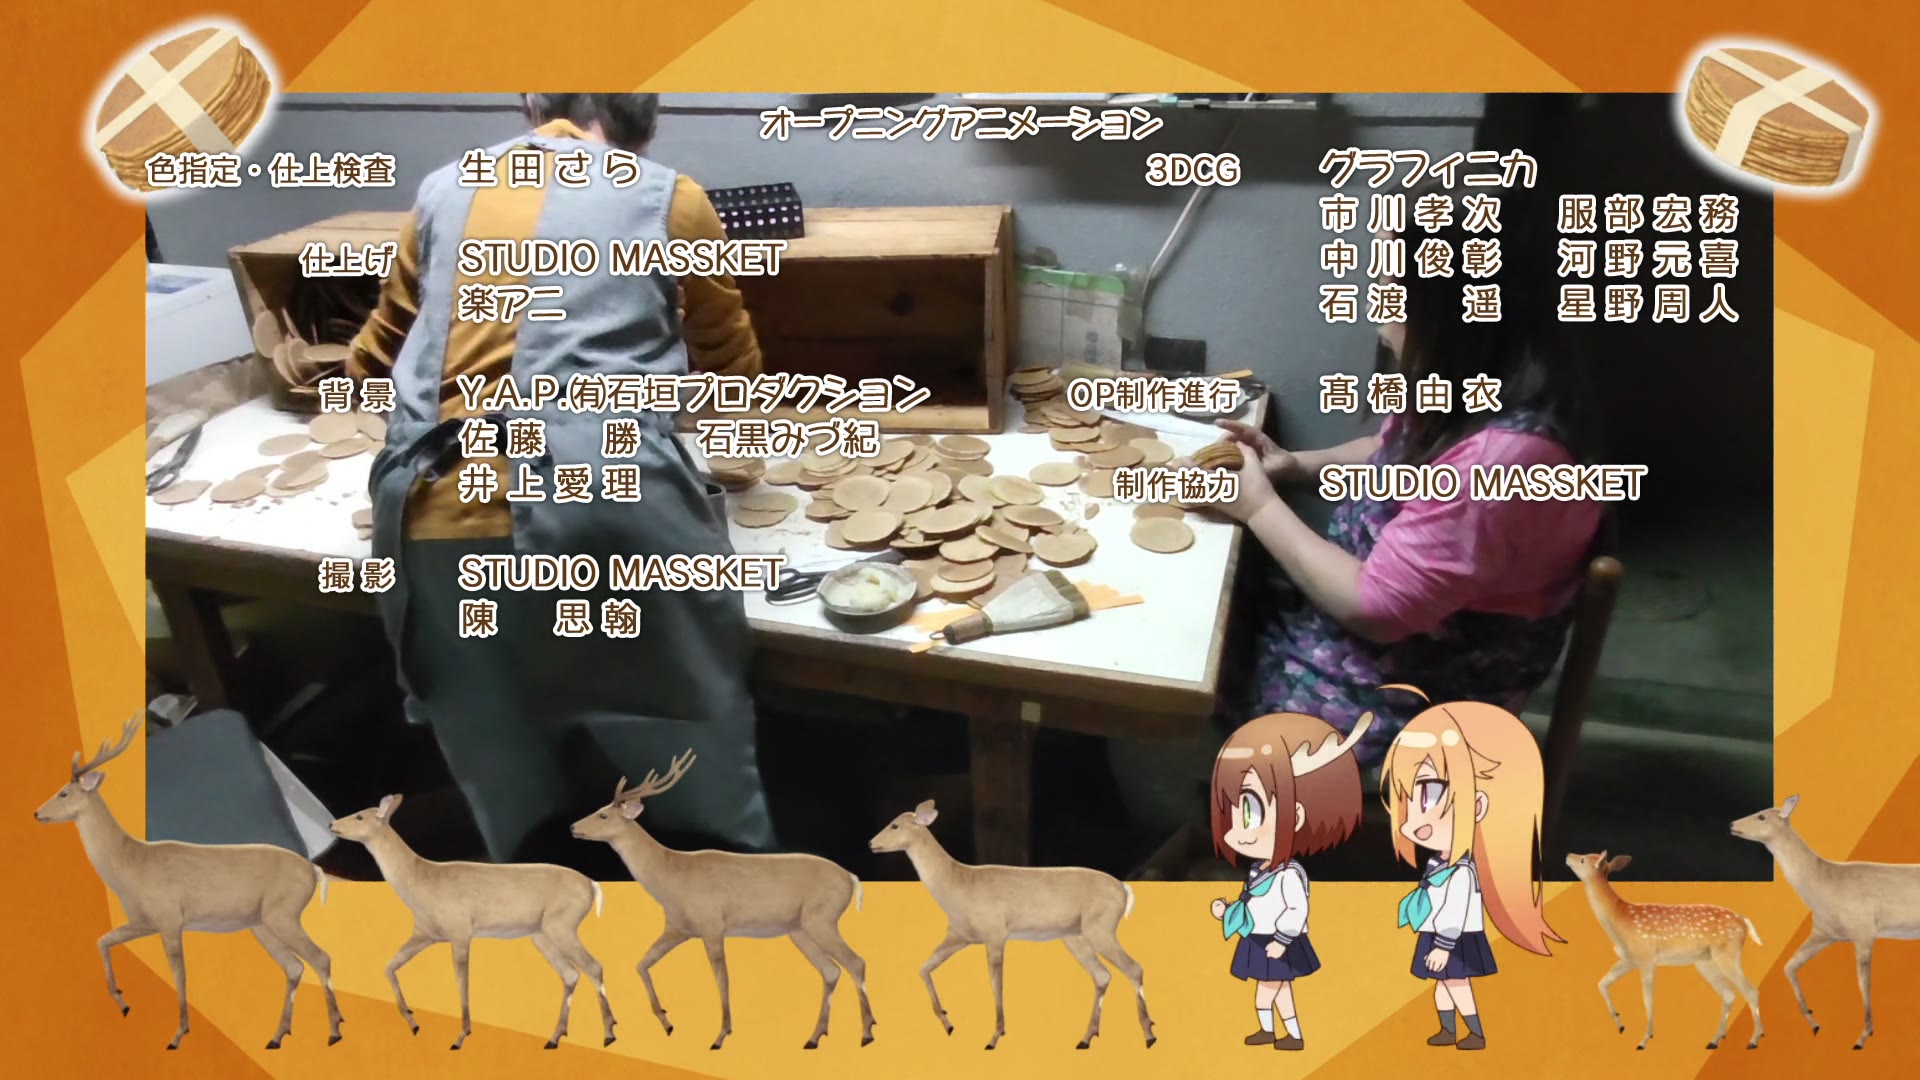 オープニングアニメーション
色指定・仕上検査 生田さら
仕上げ STUDIO MASSKET
楽アニ
背景 Y.A.P.㈲石垣プロダクション
佐藤 勝 石黒みづ紀
井上愛理
撮影 STUDIO MASSKET
陳 思翰
3DCG グラフィニカ
市川孝次 服部宏務
中川俊彰 河野元喜
石渡 遥 星野周人
OP制作進行 髙橋由衣
制作協力 STUDIO MASSKET